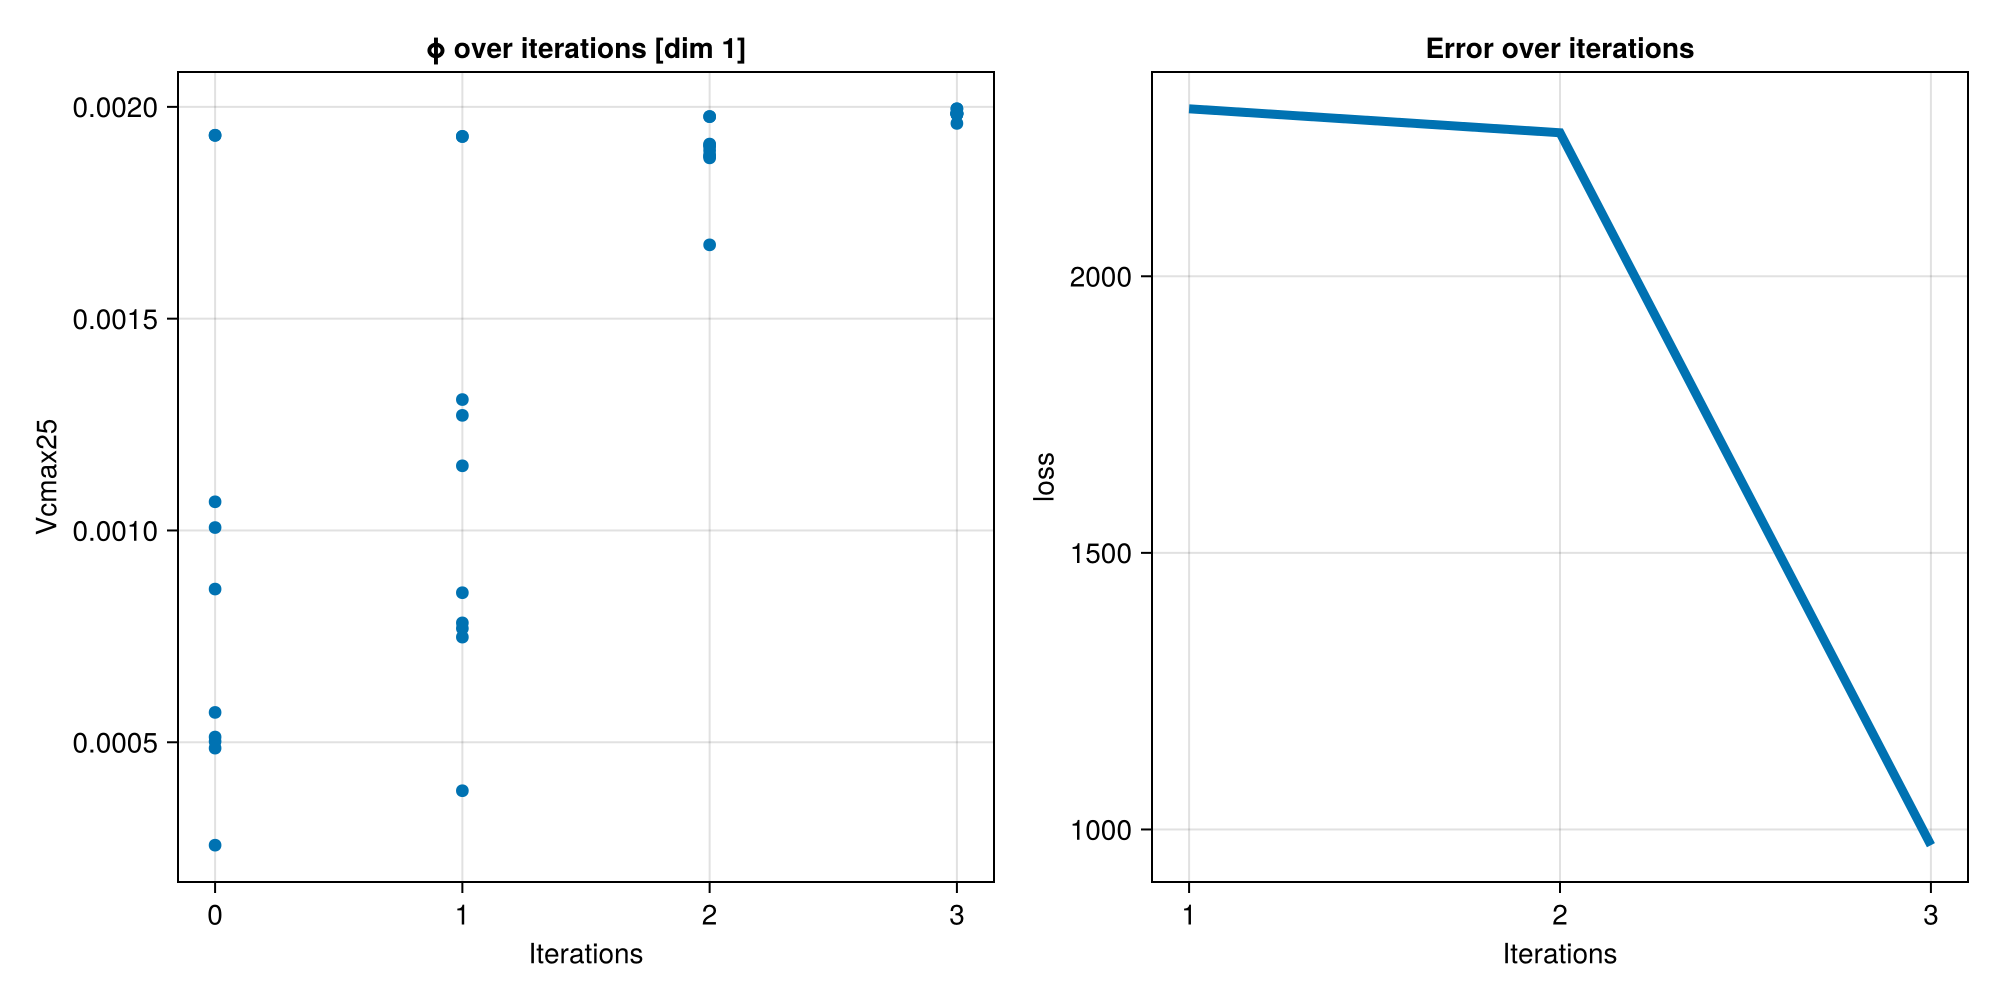 ϕ over iterations [dim 1]
Vcmax25
0.0020
0.0015
0.0010
0.0005
0 1 2 3
Iterations
Error over iterations
loss
2000
1500
1000
1 2 3
Iterations